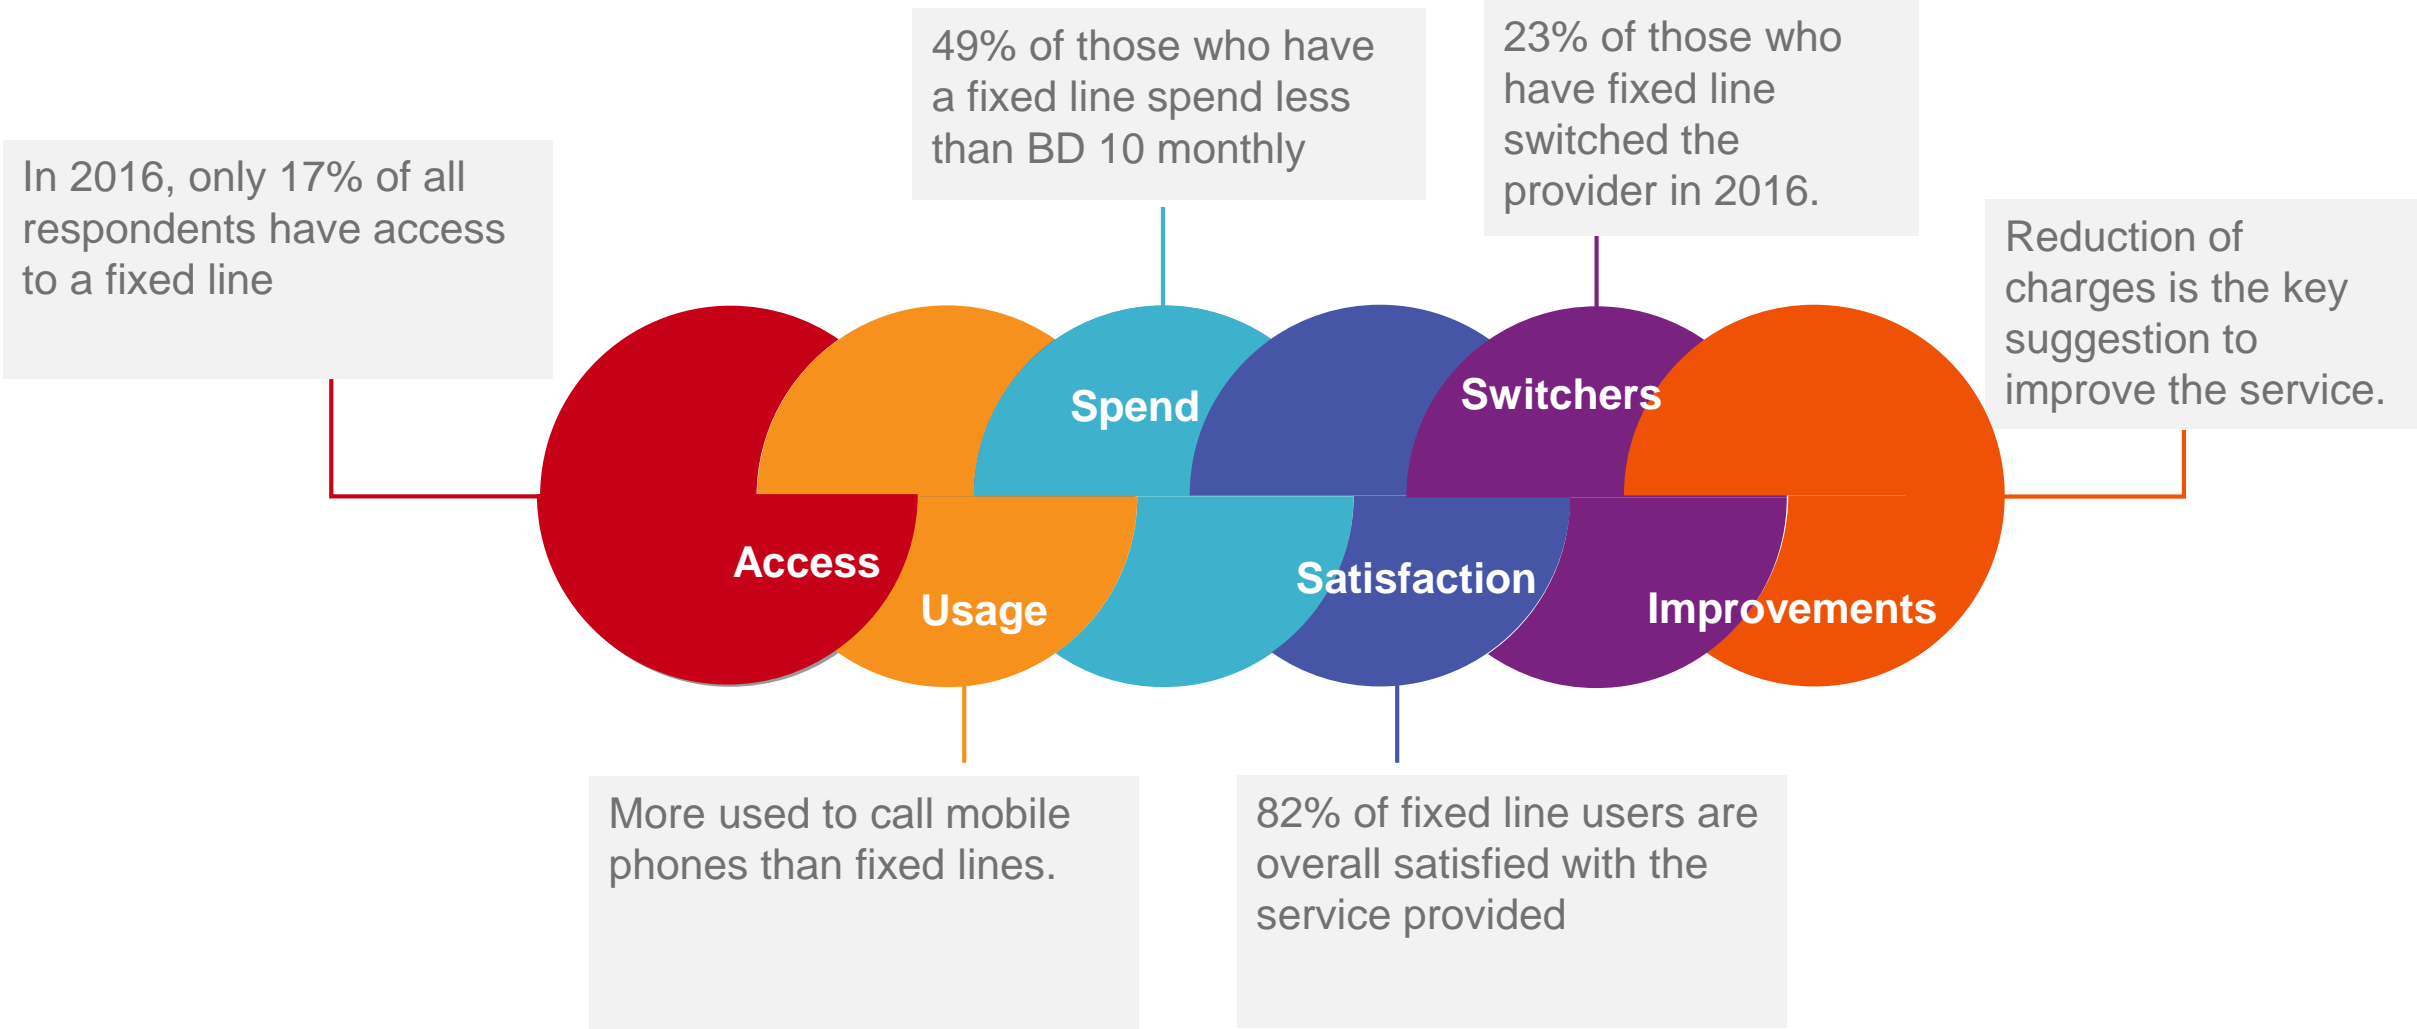 In 2016, only 17% of all
respondents have access
to a fixed line
49% of those who have
a fixed line spend less
than BD 10 monthly
23% of those who
have fixed line
switched the
provider in 2016.
Reduction of
charges is the key
suggestion to
improve the service.
Spend
Switchers
Access
Usage
Satisfaction
Improvements
More used to call mobile
phones than fixed lines.
82% of fixed line users are
overall satisfied with the
service provided